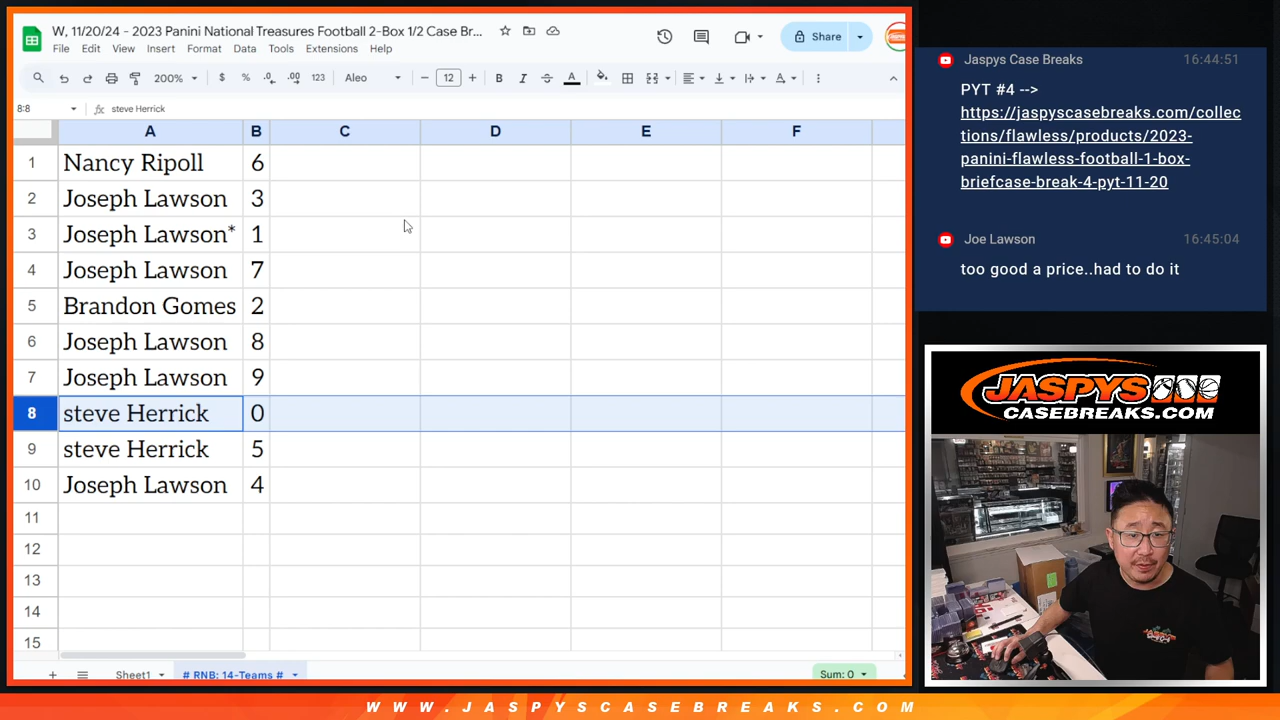 W, 11/20/24 - 2023 Panini National Treasures Football 2-Box 1/2 Case Br...
Share
File Edit View Insert Format Data Tools Extensions Help
200% $ % .0 .00 123 Aleo 12 B I A
8:8 fx steve Herrick
A B C D E F
1 Nancy Ripoll 6
2 Joseph Lawson 3
3 Joseph Lawson* 1
4 Joseph Lawson 7
5 Brandon Gomes 2
6 Joseph Lawson 8
7 Joseph Lawson 9
8 steve Herrick 0
9 steve Herrick 5
10 Joseph Lawson 4
11
12
13
14
15
Sheet1 # RNB: 14-Teams # Sum: 0
Jaspys Case Breaks 16:44:51
PYT #4 -->
https://jaspyscasebreaks.com/collec
tions/flawless/products/2023-
panini-flawless-football-1-box-
briefcase-break-4-pyt-11-20
Joe Lawson 16:45:04
too good a price..had to do it
JASPYS
CASEBREAKS.COM
JASPYS
WWW.JASPYSCASEBREAKS.COM